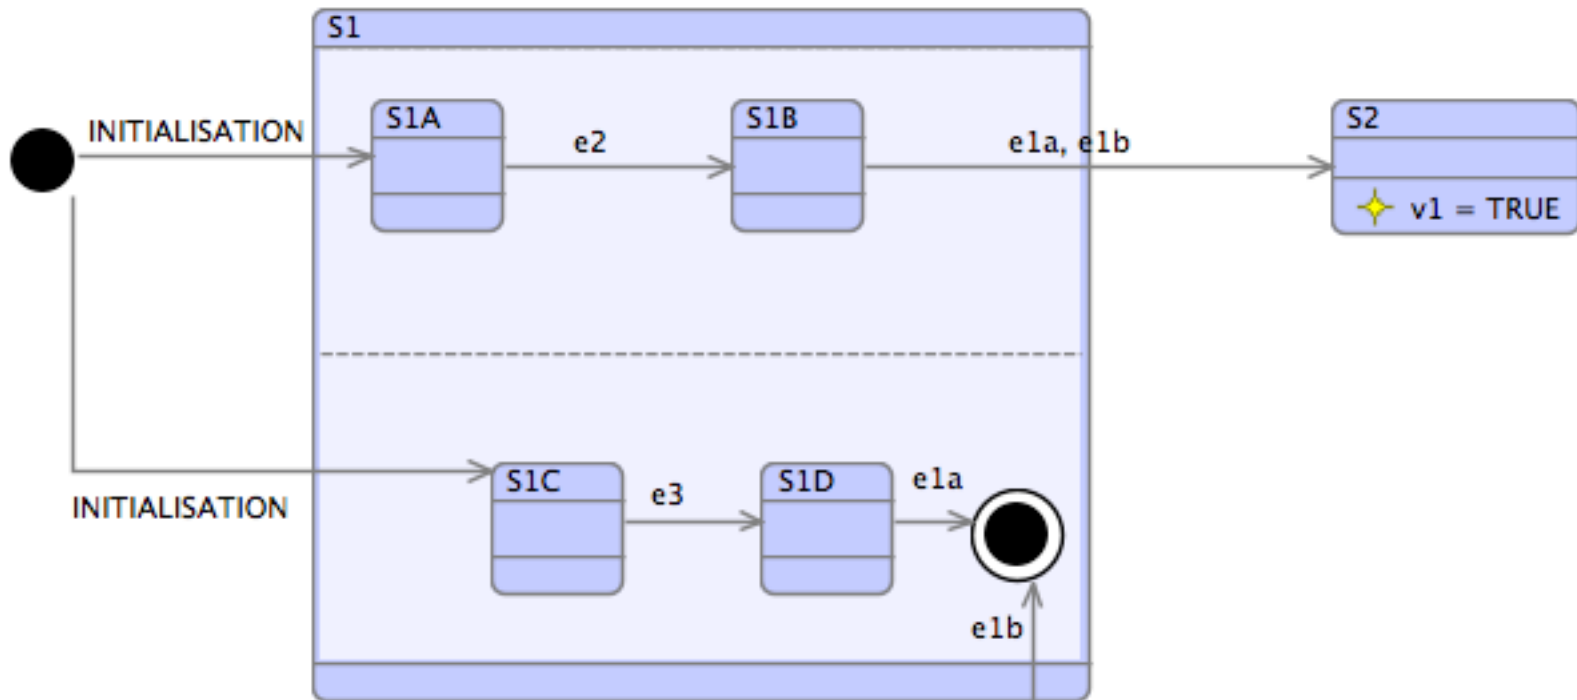 S1
S1A
S1B
S2
INITIALISATION
e2
e1a, e1b
v1 = TRUE
S1C
S1D
e1a
e3
INITIALISATION
e1b